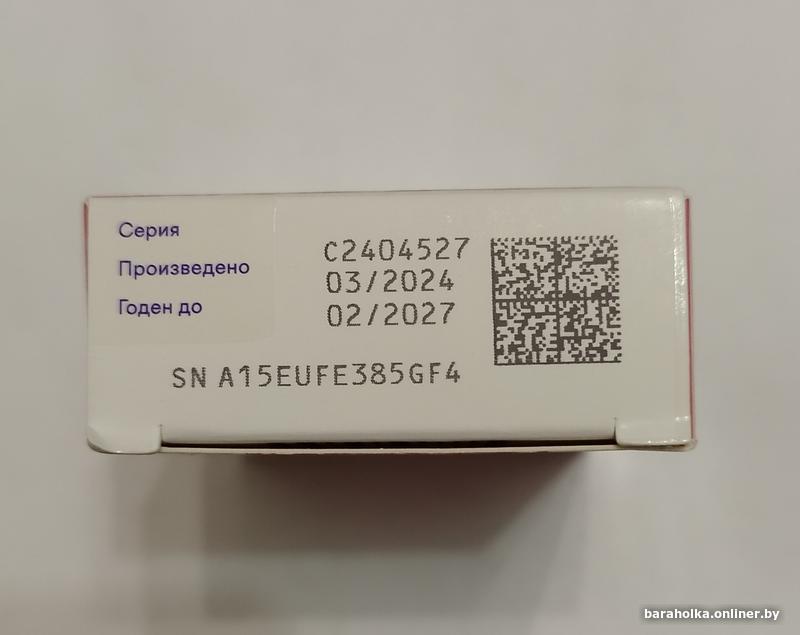 Серия C2404527
Произведено 03/2024
Годен до 02/2027
SN A15EUFE385GF4
baraholka.onliner.by